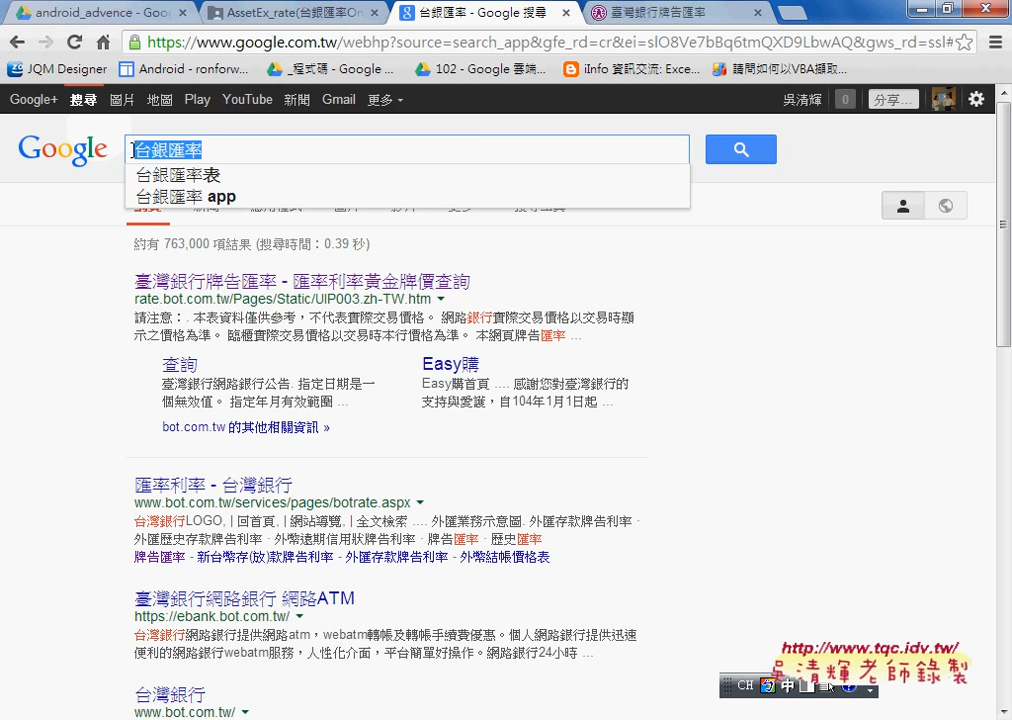 android_advence - Goo
AssetEx_rate(台銀匯率On
台銀匯率 - Google 搜尋
臺灣銀行牌告匯率
https://www.google.com.tw/webhp?source=search_app&gfe_rd=cr&ei=slO8Ve7bBq6tmQXD9LbwAQ&gws_rd=ssl#
JQM Designer
Android - ronforw...
_程式碼 - Google ...
102 - Google 雲端...
iInfo 資訊交流: Exce...
請問如何以VBA擷取...
Google+ 搜尋 圖片 地圖 Play YouTube 新聞 Gmail 更多
吳清輝 0 分享...
Google
台銀匯率
台銀匯率表
台銀匯率 app
約有 763,000 項結果 (搜尋時間：0.39 秒)
臺灣銀行牌告匯率 - 匯率利率黃金牌價查詢
rate.bot.com.tw/Pages/Static/UIP003.zh-TW.htm
請注意：. 本表資料僅供參考，不代表實際交易價格。 網路銀行實際交易價格以交易時顯
示之價格為準。 臨櫃實際交易價格以交易時本行價格為準。 本網頁牌告匯率 ...
查詢
臺灣銀行網路銀行公告. 指定日期是一
個無效值。 指定年月有效範圍 ...
Easy購
Easy購首頁 .... 感謝您對臺灣銀行的
支持與愛護，自104年1月1日起 ...
bot.com.tw 的其他相關資訊 »
匯率利率 - 台灣銀行
www.bot.com.tw/services/pages/botrate.aspx
台灣銀行LOGO, | 回首頁, | 網站導覽, | 全文檢索 .... 外匯業務示意圖. 外匯存款牌告利率 ·
外匯歷史存款牌告利率 · 外幣遠期信用狀牌告利率 · 牌告匯率 · 歷史匯率
牌告匯率 - 新台幣存(放)款牌告利率 - 外匯存款牌告利率 - 外幣結帳價格表
臺灣銀行網路銀行 網路ATM
https://ebank.bot.com.tw/
台灣銀行網路銀行提供網路atm，webatm轉帳及轉帳手續費優惠。個人網路銀行提供迅速
便利的網路銀行webatm服務，人性化介面，平台簡單好操作。網路銀行24小時 ...
台灣銀行
www.bot.com.tw/
http://www.tqc.idv.tw/
吳清輝老師錄製
CH 中